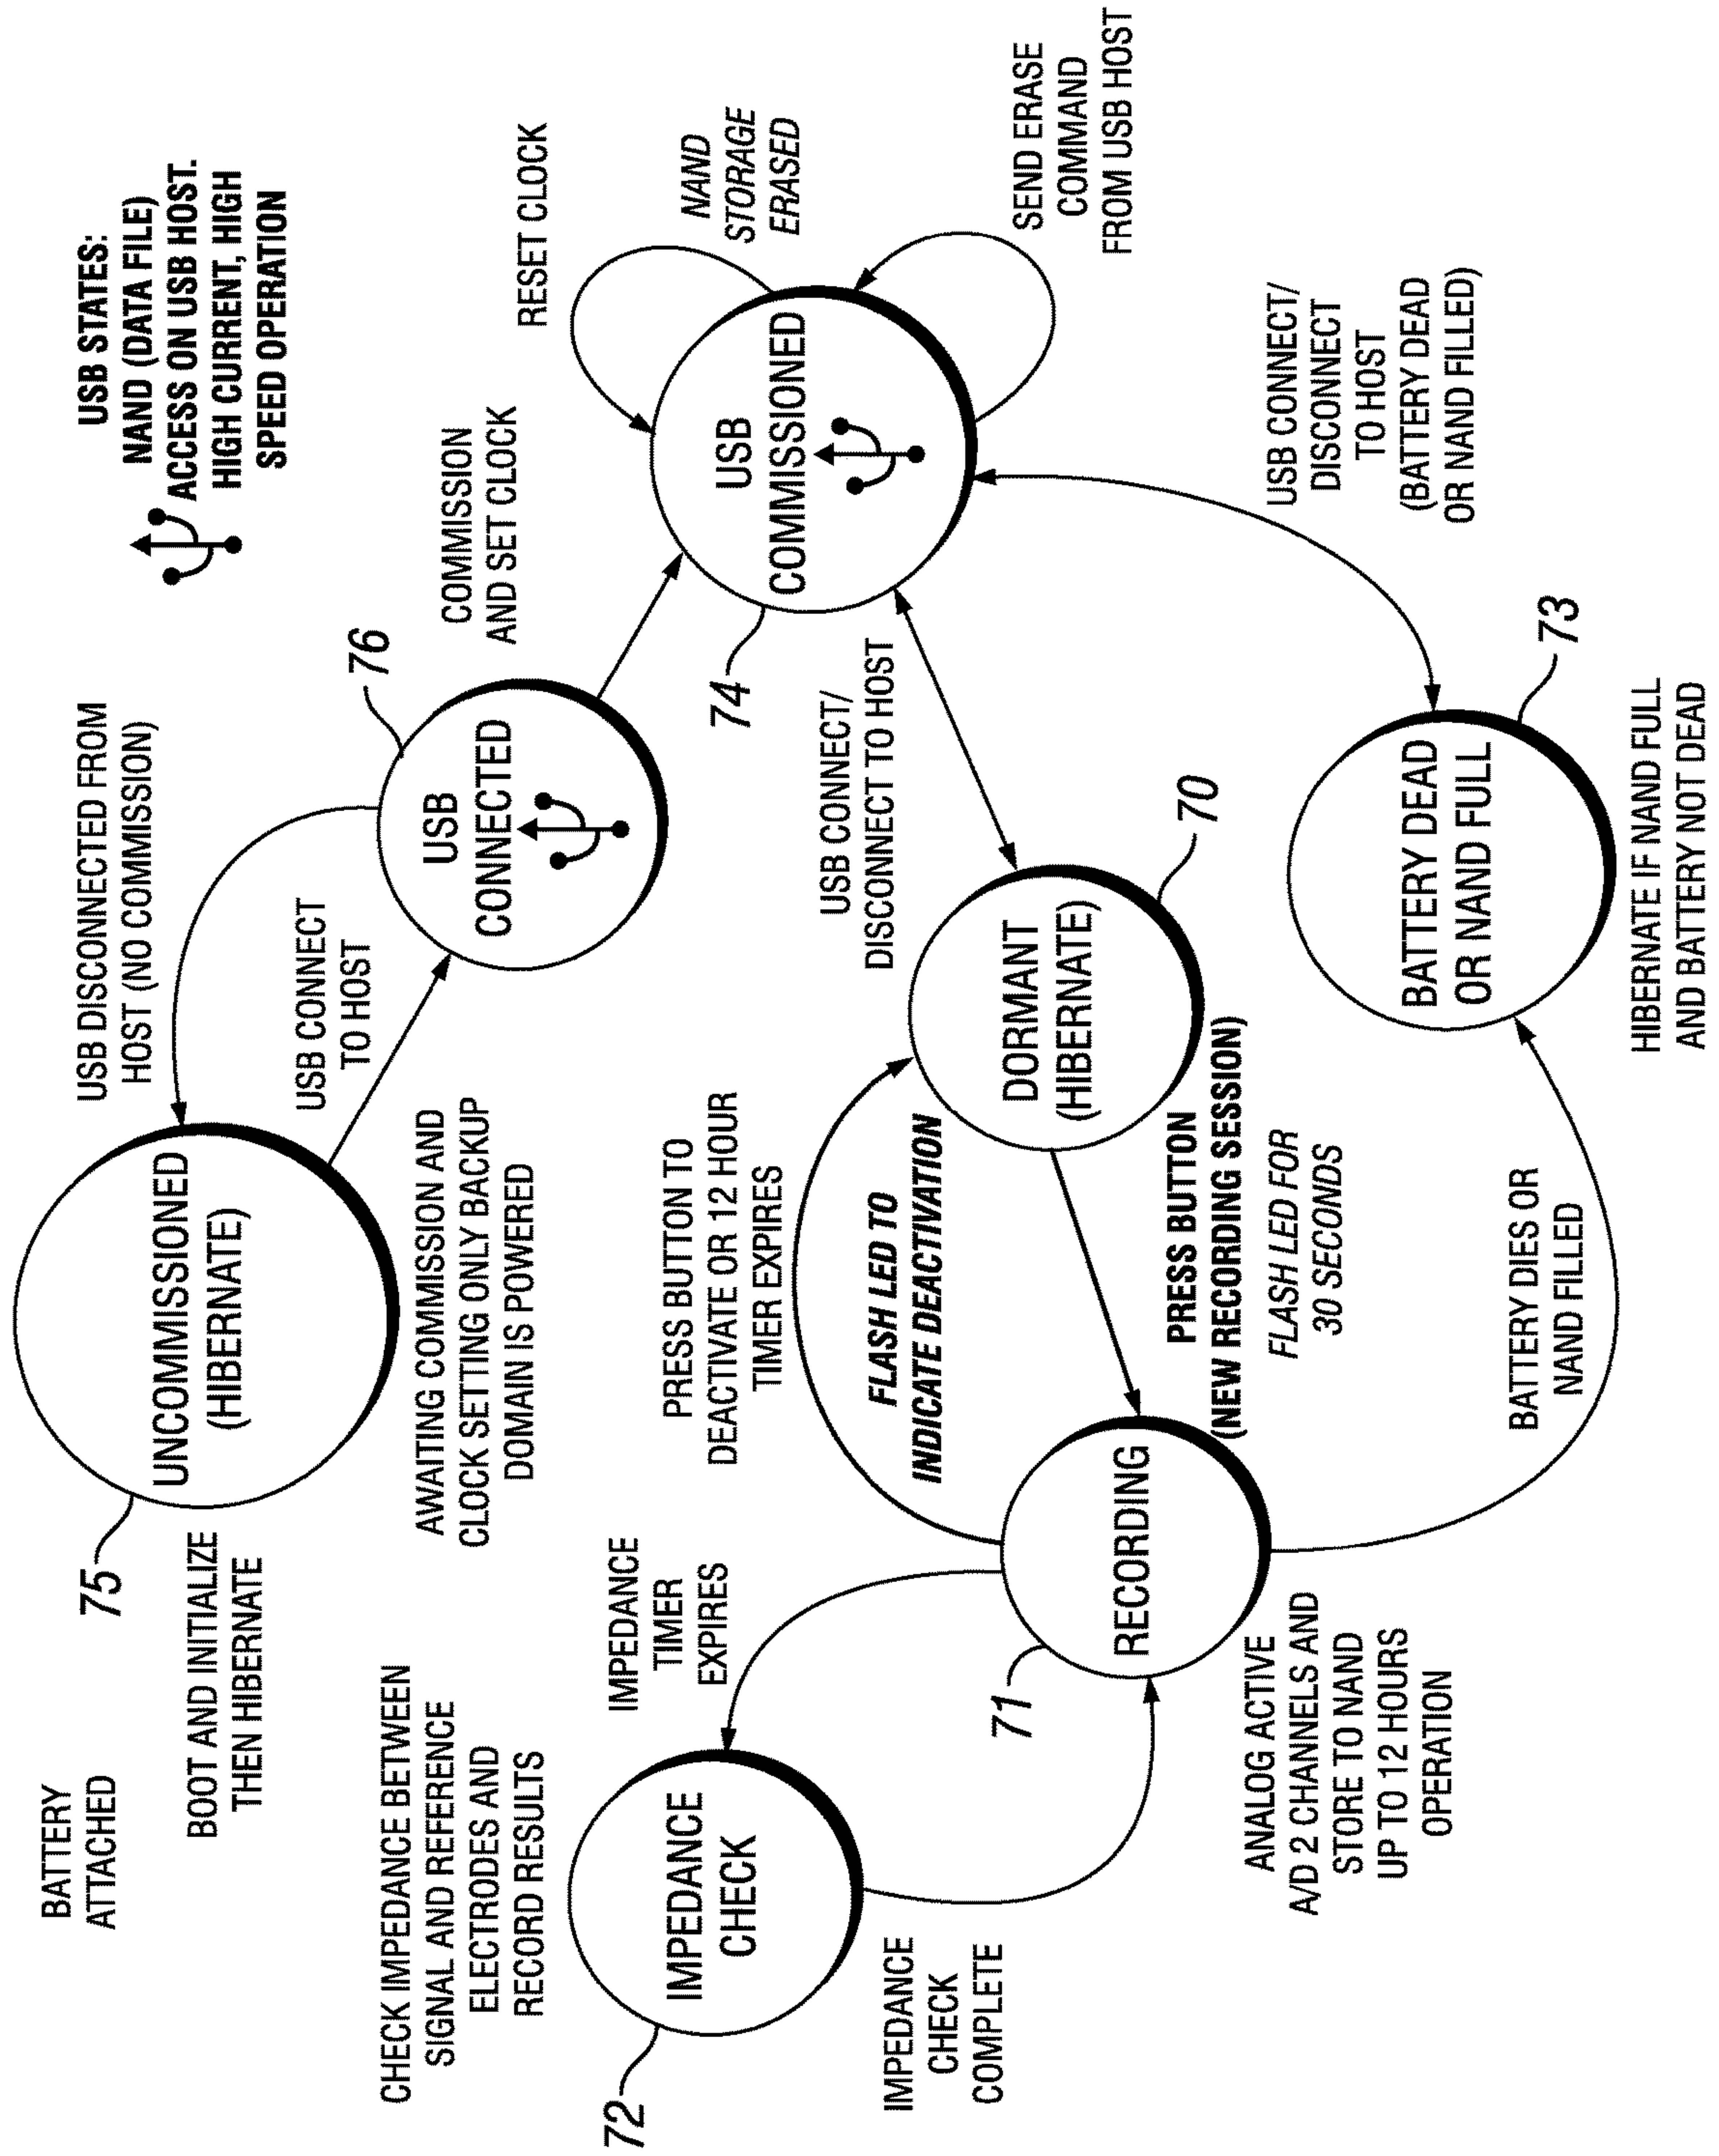 BATTERY
ATTACHED
BOOT AND INITIALIZE
THEN HIBERNATE
75
UNCOMMISSIONED
(HIBERNATE)
AWAITING COMMISSION AND
CLOCK SETTING ONLY BACKUP
DOMAIN IS POWERED
USB DISCONNECTED FROM
HOST (NO COMMISSION)
USB CONNECT
TO HOST
76
USB
CONNECTED
USB STATES:
NAND (DATA FILE)
ACCESS ON USB HOST.
HIGH CURRENT, HIGH
SPEED OPERATION
COMMISSION
AND SET CLOCK
RESET CLOCK
74
USB
COMMISSIONED
NAND
STORAGE
ERASED
SEND ERASE
COMMAND
FROM USB HOST
CHECK IMPEDANCE BETWEEN
SIGNAL AND REFERENCE
ELECTRODES AND
RECORD RESULTS
72
IMPEDANCE
CHECK
IMPEDANCE
TIMER
EXPIRES
IMPEDANCE
CHECK
COMPLETE
PRESS BUTTON TO
DEACTIVATE OR 12 HOUR
TIMER EXPIRES
FLASH LED TO
INDICATE DEACTIVATION
USB CONNECT/
DISCONNECT TO HOST
70
DORMANT
(HIBERNATE)
71
RECORDING
PRESS BUTTON
(NEW RECORDING SESSION)
FLASH LED FOR
30 SECONDS
ANALOG ACTIVE
A/D 2 CHANNELS AND
STORE TO NAND
UP TO 12 HOURS
OPERATION
BATTERY DIES OR
NAND FILLED
USB CONNECT/
DISCONNECT
TO HOST
(BATTERY DEAD
OR NAND FILLED)
73
BATTERY DEAD
OR NAND FULL
HIBERNATE IF NAND FULL
AND BATTERY NOT DEAD